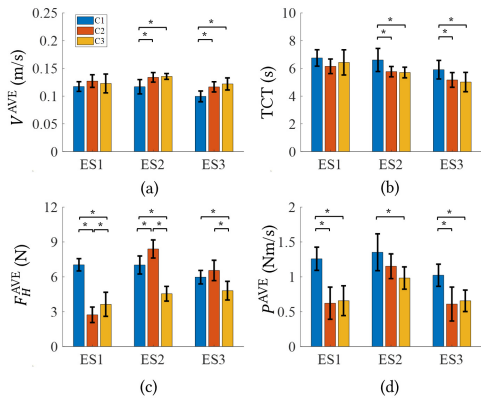 C1
C2
C3
V^AVE (m/s)
0.25
0.2
0.15
0.1
0.05
0
* * * *
ES1 ES2 ES3
(a)
TCT (s)
10
8
6
4
2
0
* * * *
ES1 ES2 ES3
(b)
F_H^AVE (N)
12
9
6
3
0
* * * * * * * *
ES1 ES2 ES3
(c)
P^AVE (Nm/s)
2
1.5
1
0.5
0
* * * * *
ES1 ES2 ES3
(d)